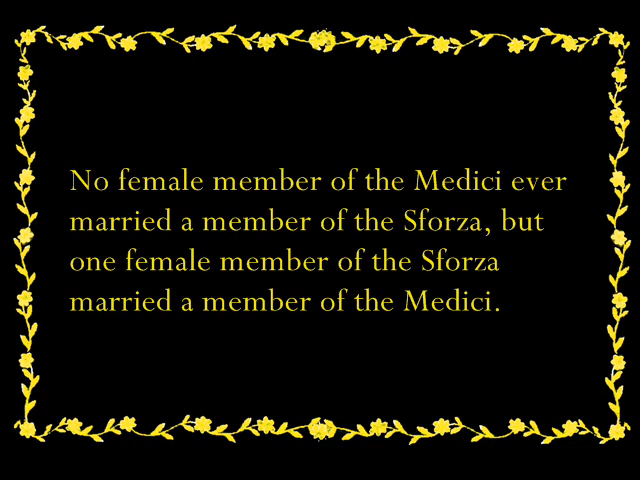 No female member of the Medici ever
married a member of the Sforza, but
one female member of the Sforza
married a member of the Medici.